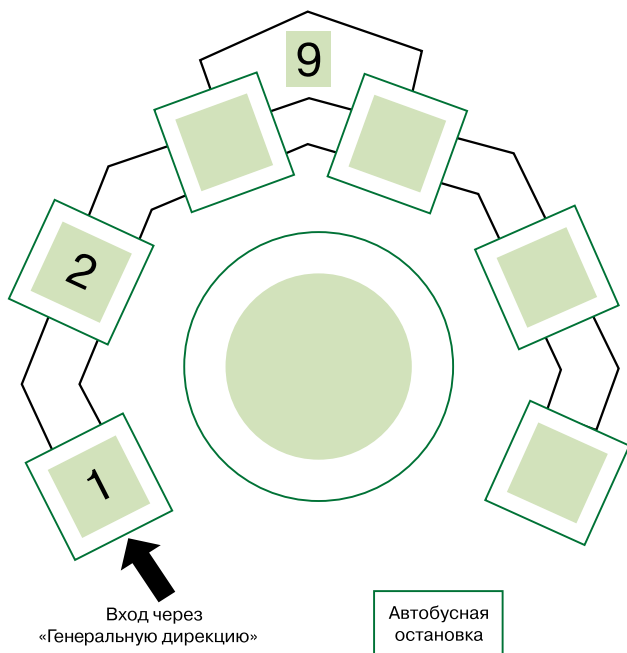 9
2
1
Вход через
«Генеральную дирекцию»
Автобусная
остановка